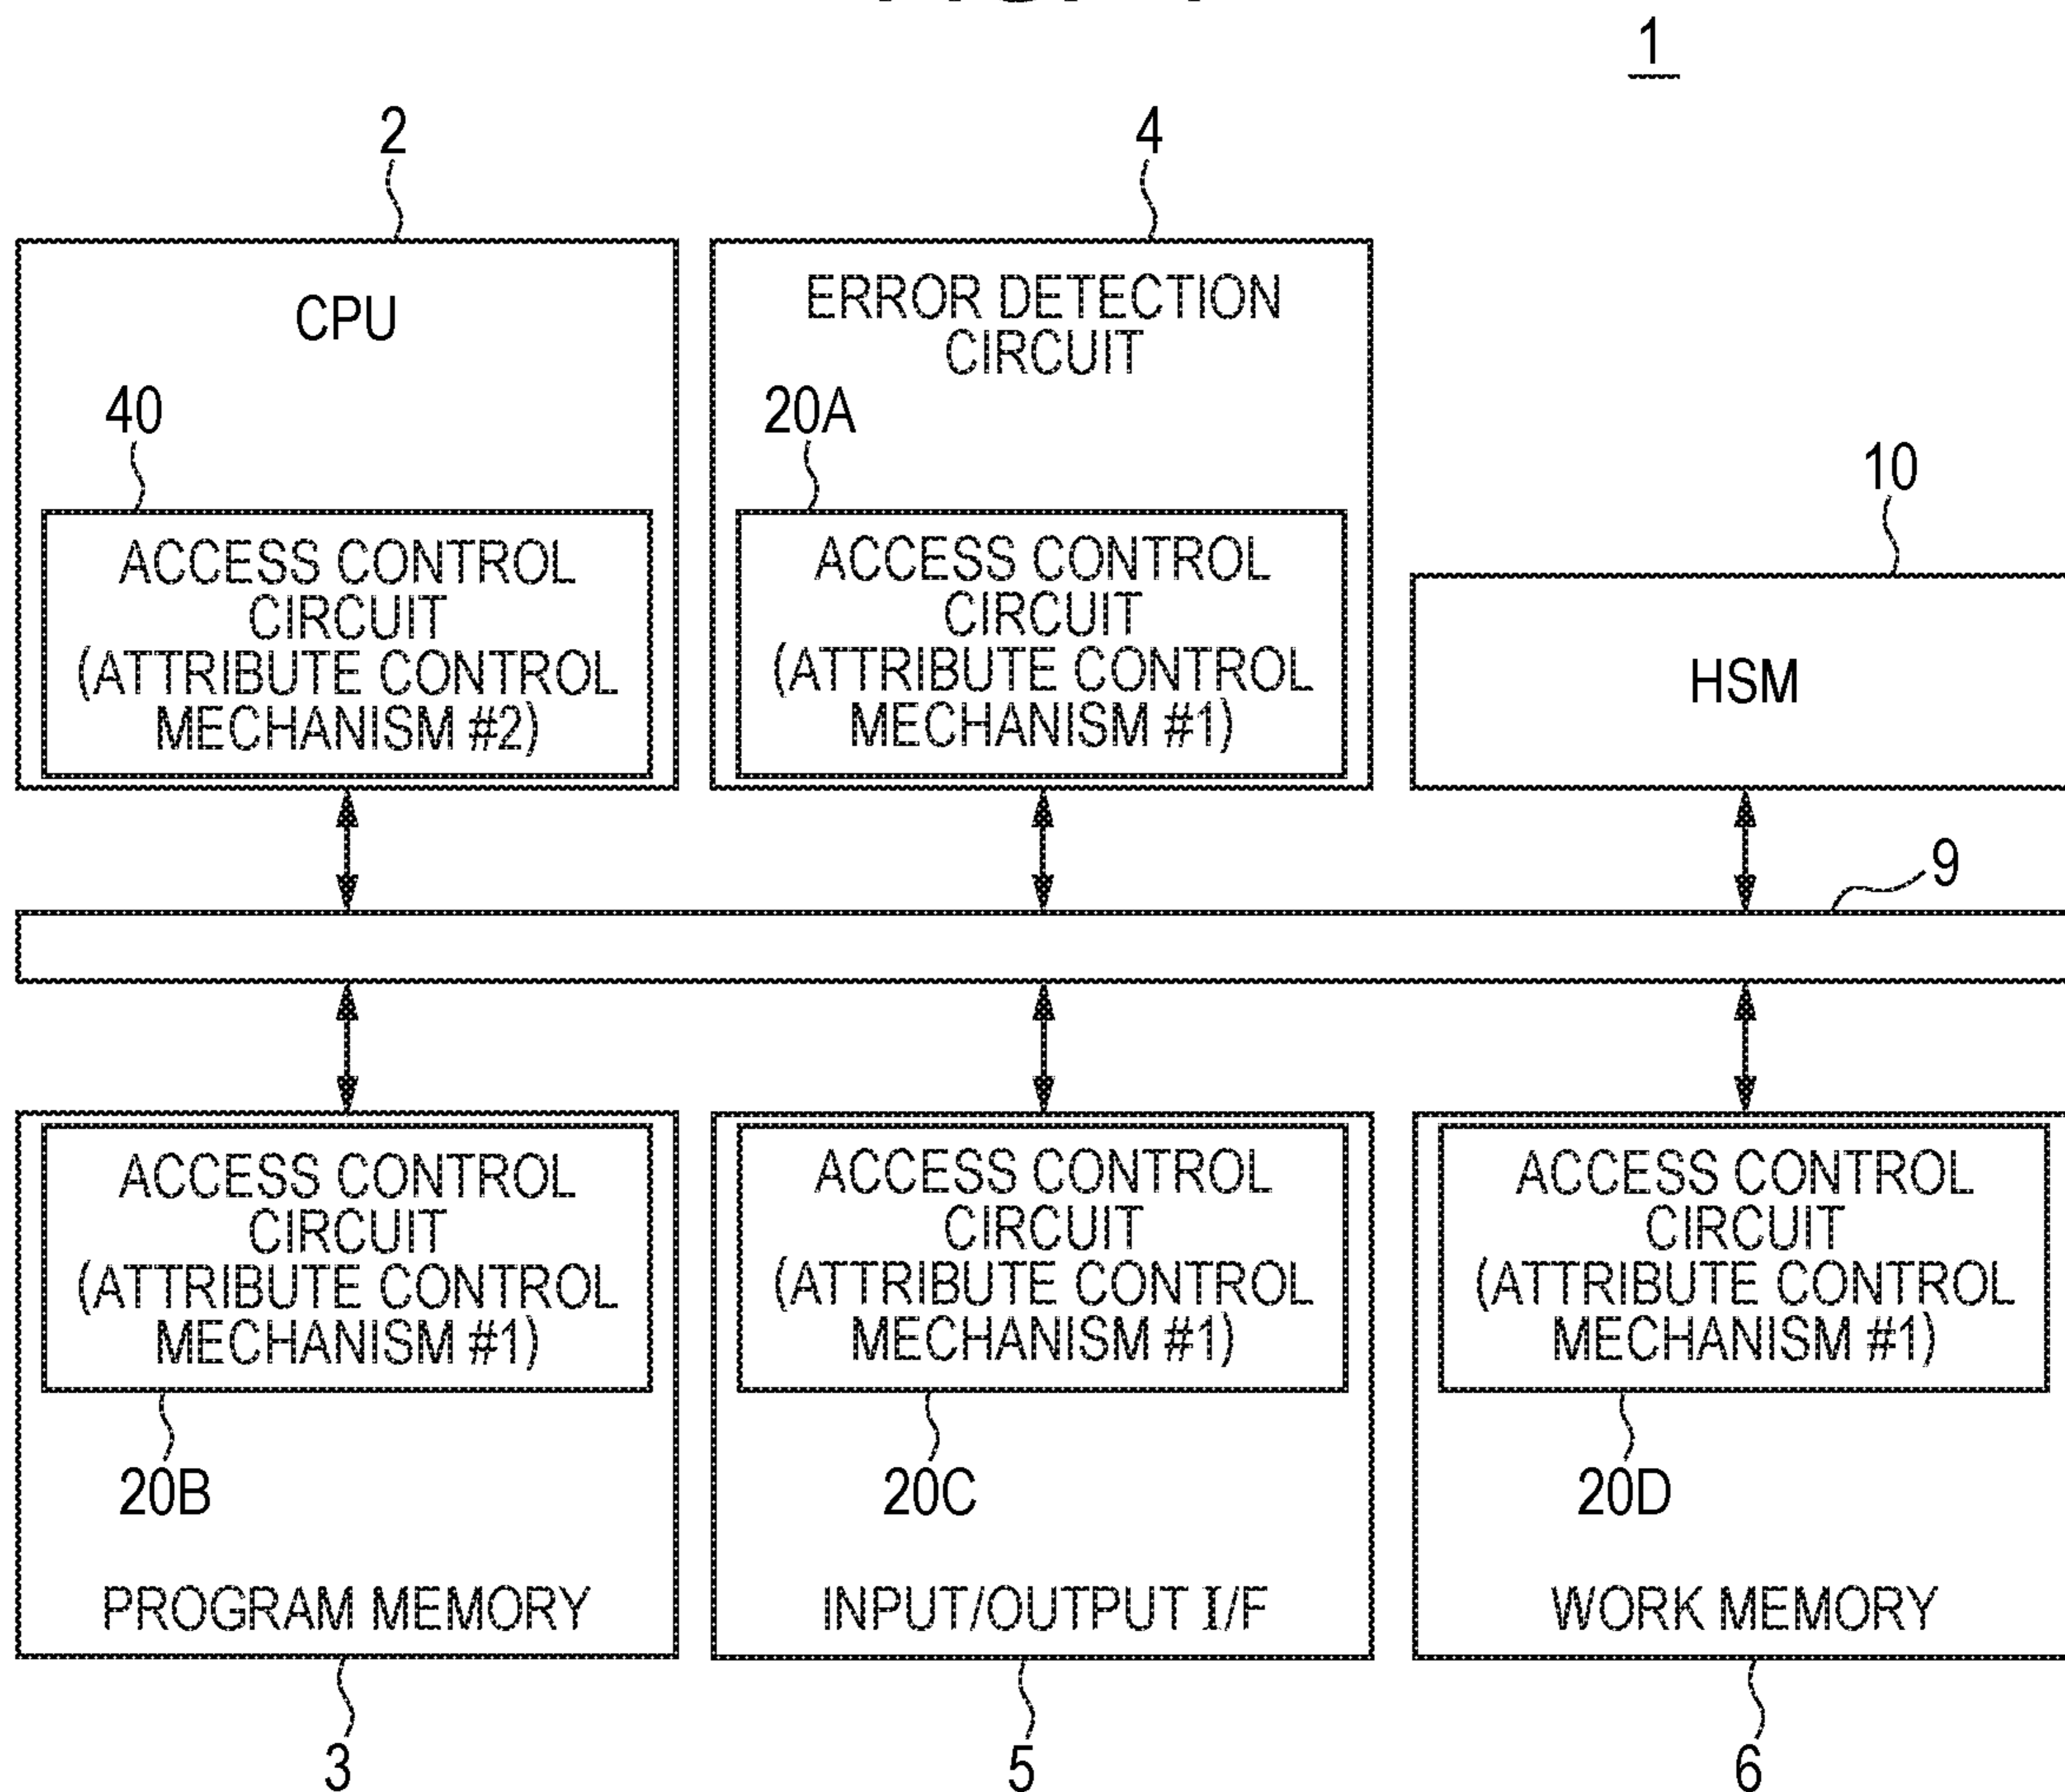 1
2
4
CPU
ERROR DETECTION
CIRCUIT
40
20A
10
ACCESS CONTROL
CIRCUIT
(ATTRIBUTE CONTROL
MECHANISM #2)
ACCESS CONTROL
CIRCUIT
(ATTRIBUTE CONTROL
MECHANISM #1)
HSM
9
ACCESS CONTROL
CIRCUIT
(ATTRIBUTE CONTROL
MECHANISM #1)
ACCESS CONTROL
CIRCUIT
(ATTRIBUTE CONTROL
MECHANISM #1)
ACCESS CONTROL
CIRCUIT
(ATTRIBUTE CONTROL
MECHANISM #1)
20B
20C
20D
PROGRAM MEMORY
INPUT/OUTPUT I/F
WORK MEMORY
3
5
6